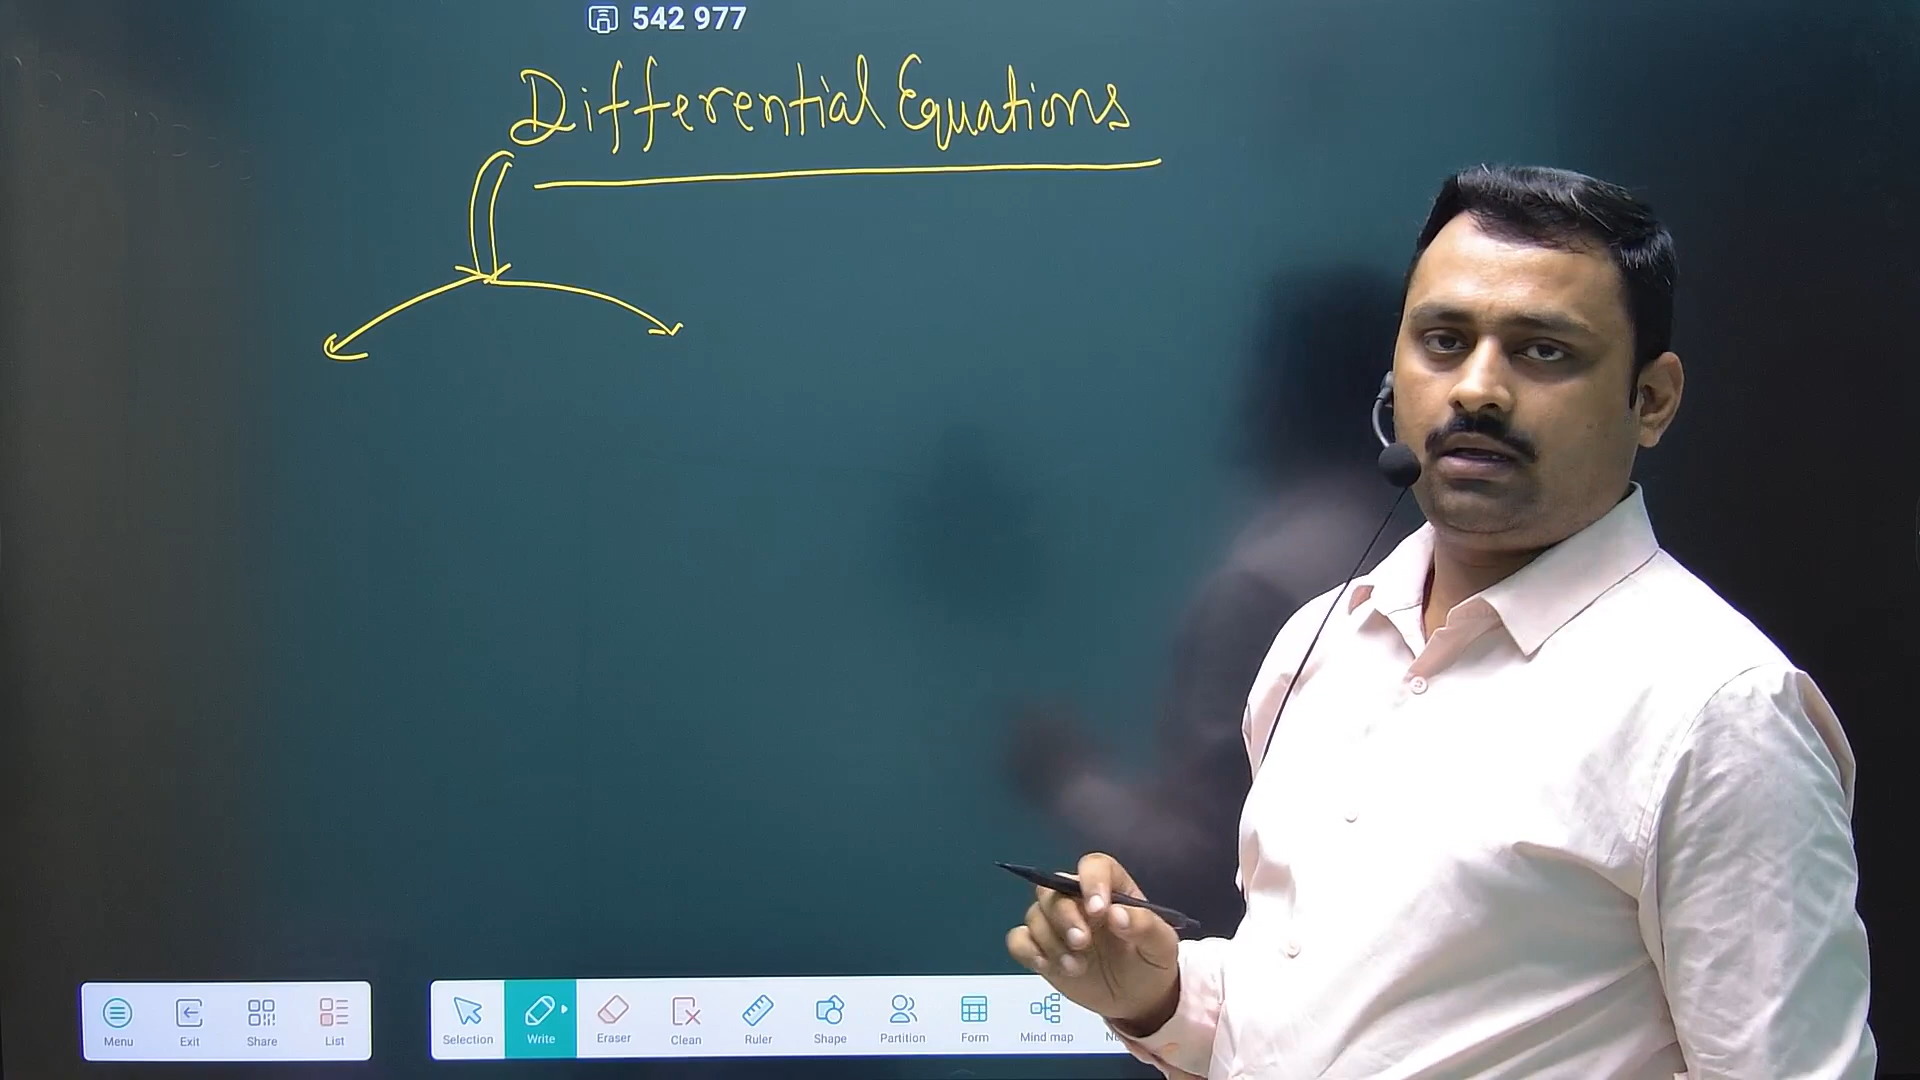 542 977
Differential Equations
Menu Exit Share List Selection Write Eraser Clean Ruler Shape Partition Form Mind map